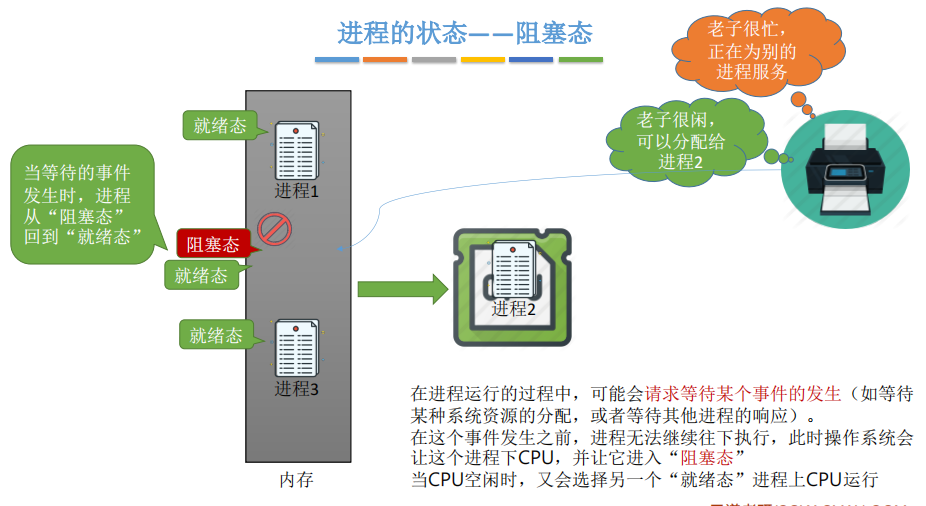 进程的状态——阻塞态
老子很忙，
正在为别的
进程服务
老子很闲，
可以分配给
进程2
就绪态
进程1
当等待的事件
发生时，进程
从“阻塞态”
回到“就绪态”
阻塞态
就绪态
进程2
就绪态
进程3
内存
在进程运行的过程中，可能会请求等待某个事件的发生（如等待
某种系统资源的分配，或者等待其他进程的响应）。
在这个事件发生之前，进程无法继续往下执行，此时操作系统会
让这个进程下CPU，并让它进入“阻塞态”
当CPU空闲时，又会选择另一个“就绪态”进程上CPU运行